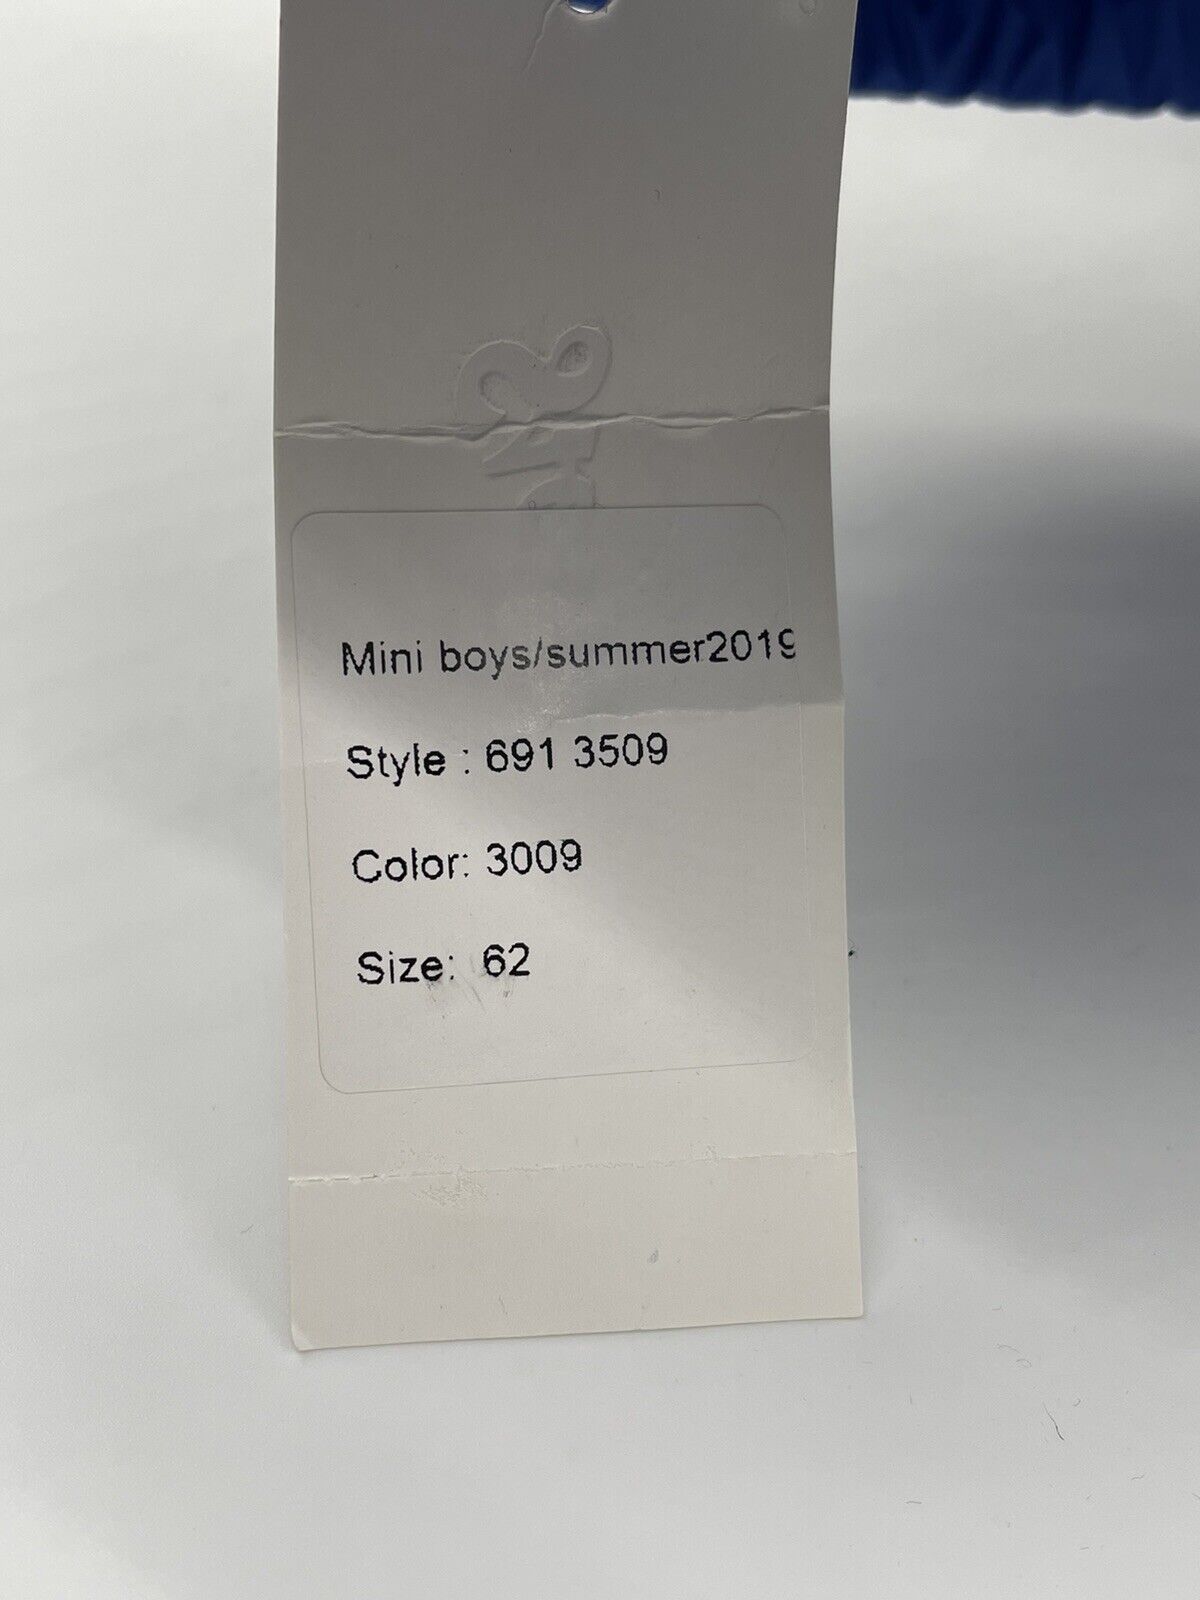 Mini boys/summer2019
Style : 691 3509
Color: 3009
Size: 62